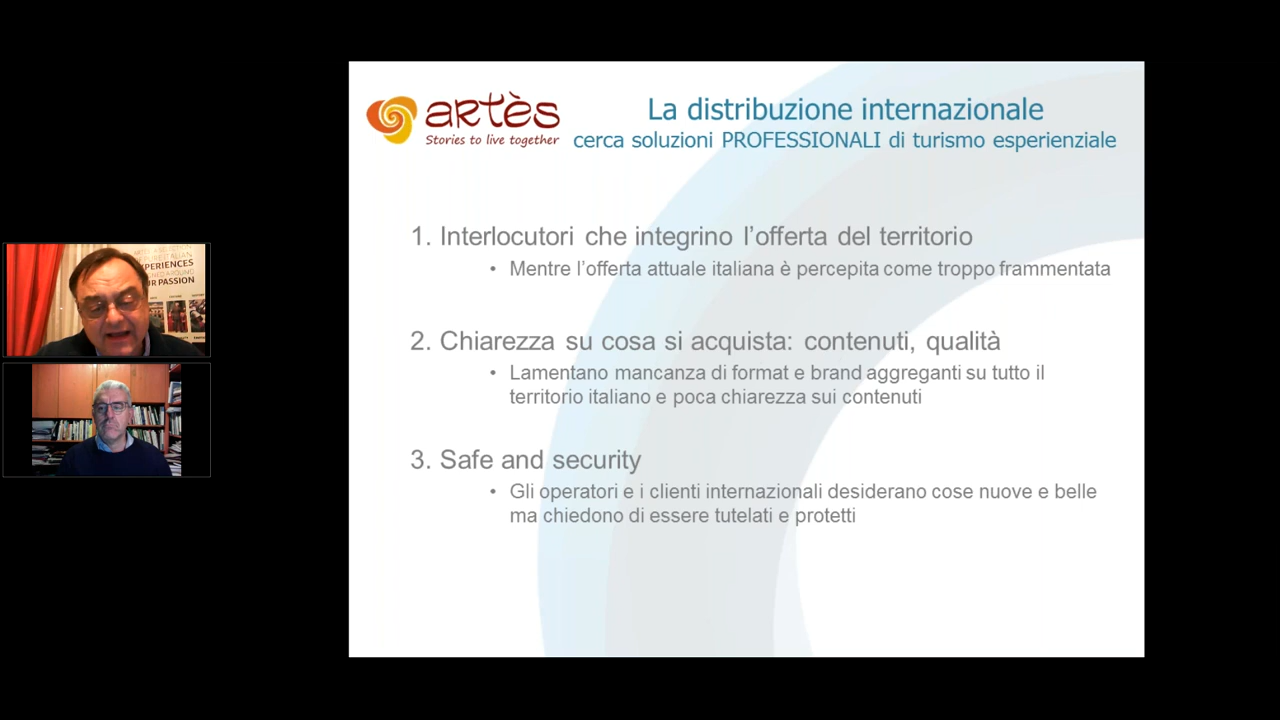 artès
Stories to live together
La distribuzione internazionale
cerca soluzioni PROFESSIONALI di turismo esperienziale
1. Interlocutori che integrino l’offerta del territorio
• Mentre l’offerta attuale italiana è percepita come troppo frammentata
2. Chiarezza su cosa si acquista: contenuti, qualità
• Lamentano mancanza di format e brand aggreganti su tutto il
territorio italiano e poca chiarezza sui contenuti
3. Safe and security
• Gli operatori e i clienti internazionali desiderano cose nuove e belle
ma chiedono di essere tutelati e protetti
PERIENCES
PASSION